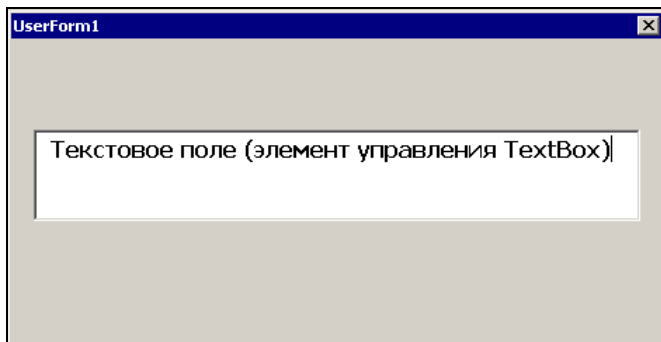 UserForm1
Текстовое поле (элемент управления TextBox)